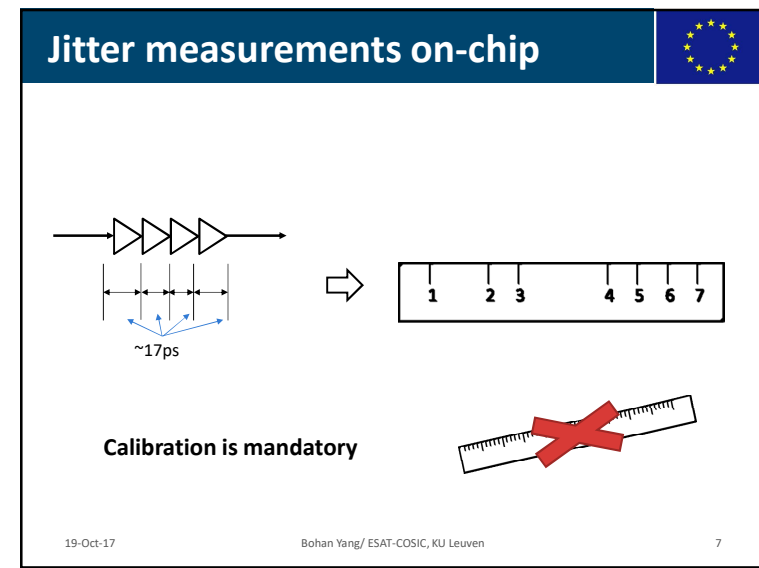 Jitter measurements on-chip
1 2 3 4 5 6 7
~17ps
Calibration is mandatory
19-Oct-17 Bohan Yang/ ESAT-COSIC, KU Leuven 7